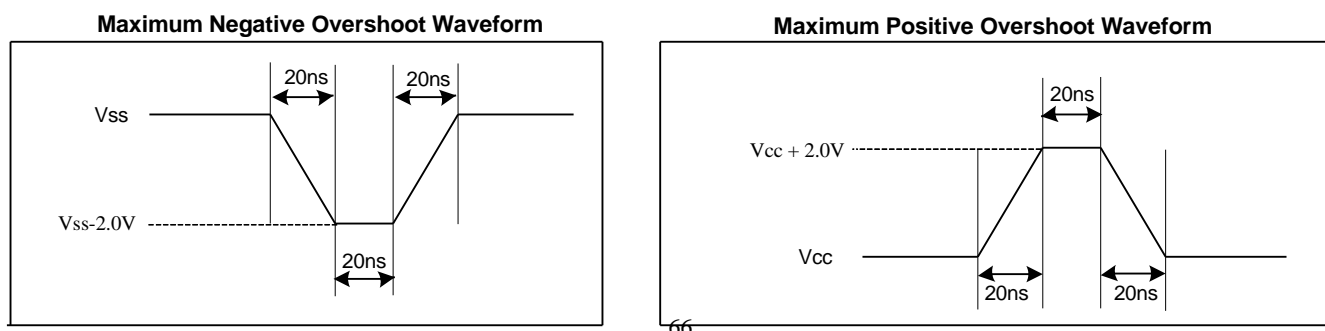 Maximum Negative Overshoot Waveform
20ns
20ns
Vss
Vss-2.0V
20ns
Maximum Positive Overshoot Waveform
20ns
Vcc + 2.0V
Vcc
20ns
20ns
66